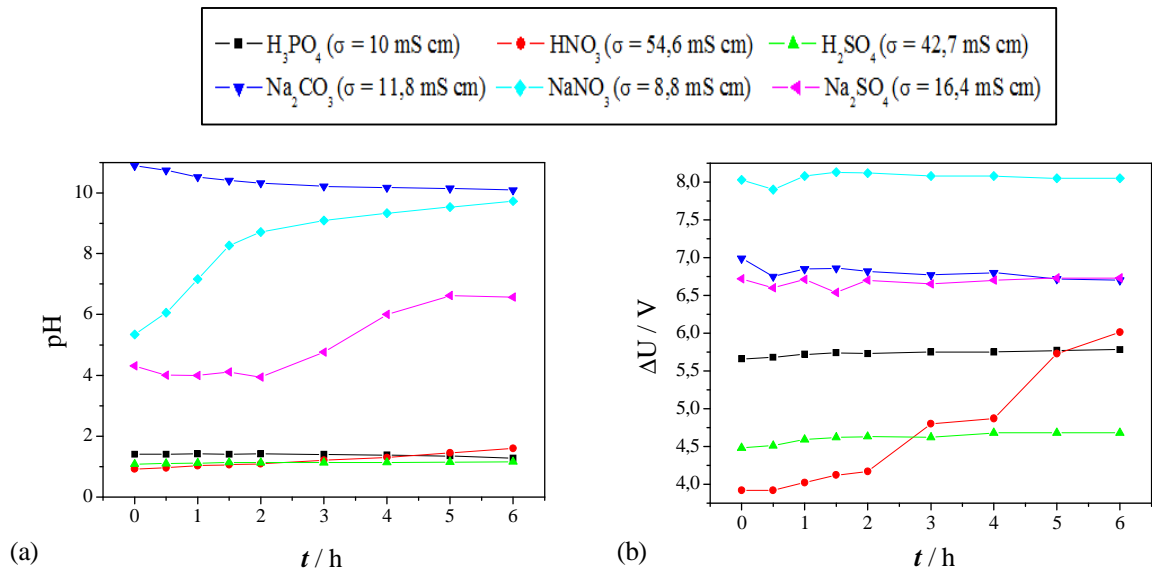 H₃PO₄ (σ = 10 mS cm) HNO₃ (σ = 54,6 mS cm) H₂SO₄ (σ = 42,7 mS cm)
Na₂CO₃ (σ = 11,8 mS cm) NaNO₃ (σ = 8,8 mS cm) Na₂SO₄ (σ = 16,4 mS cm)
10
8
6
4
2
0
pH
0 1 2 3 4 5 6
t / h
(a)
8,0
7,5
7,0
6,5
6,0
5,5
5,0
4,5
4,0
ΔU / V
0 1 2 3 4 5 6
t / h
(b)